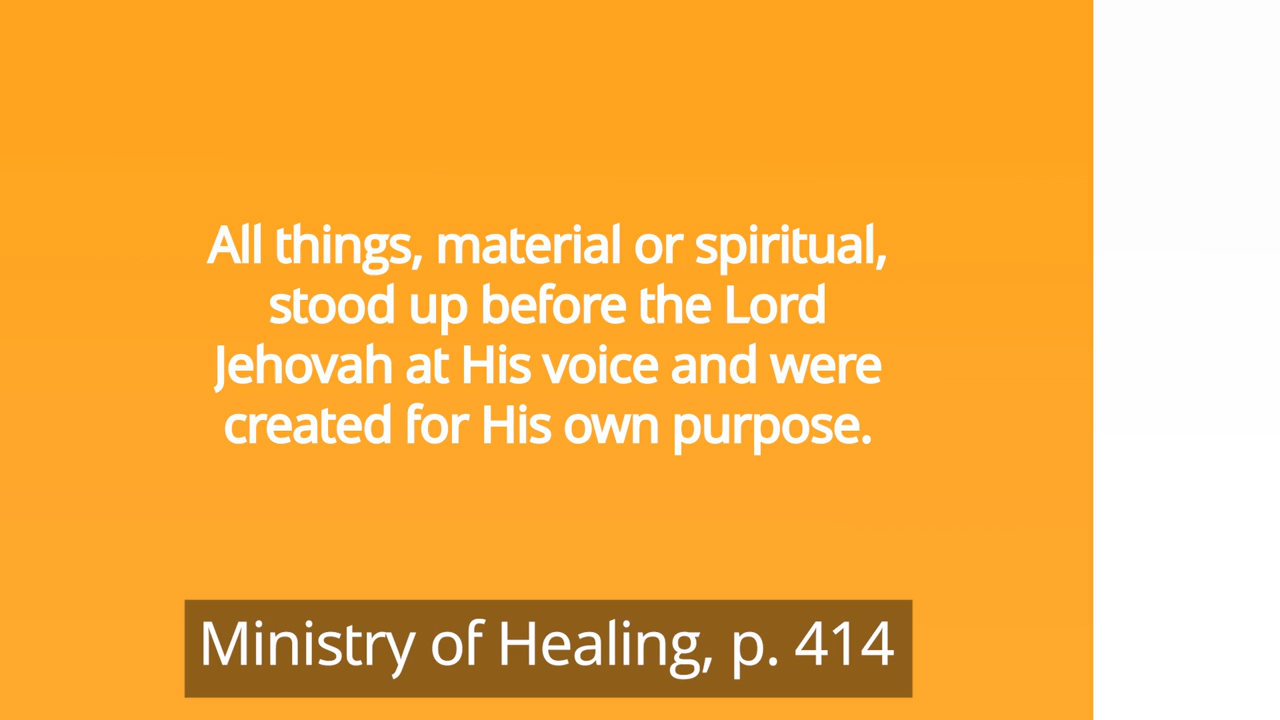 All things, material or spiritual,
stood up before the Lord
Jehovah at His voice and were
created for His own purpose.
Ministry of Healing, p. 414